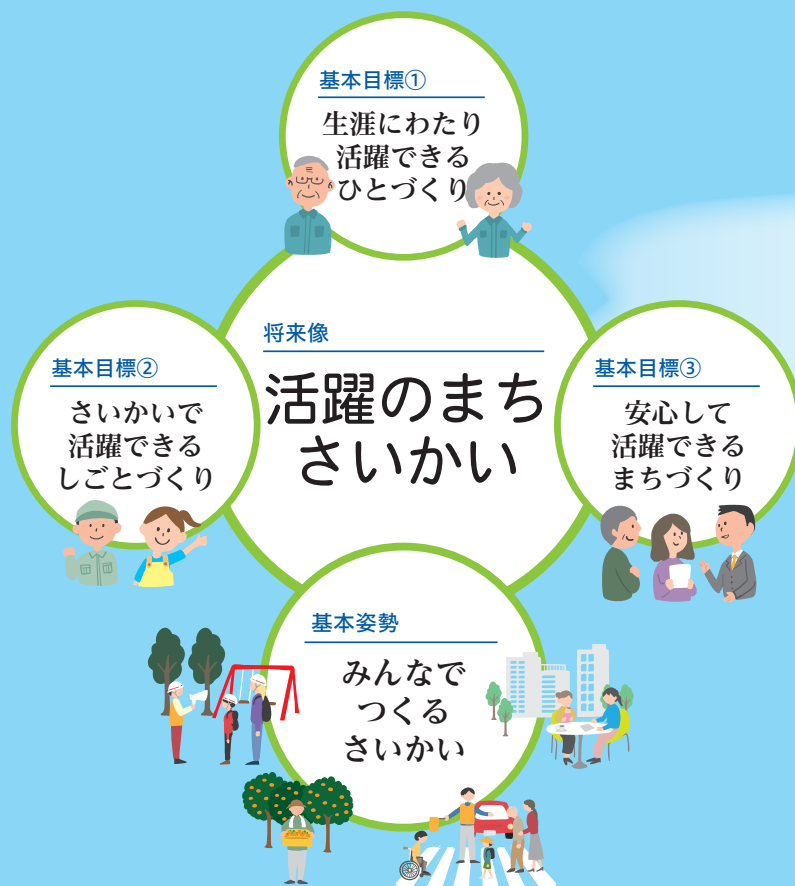 基本目標①
生涯にわたり
活躍できる
ひとづくり
将来像
活躍のまち
さいかい
基本目標②
さいかいで
活躍できる
しごとづくり
基本目標③
安心して
活躍できる
まちづくり
基本姿勢
みんなで
つくる
さいかい